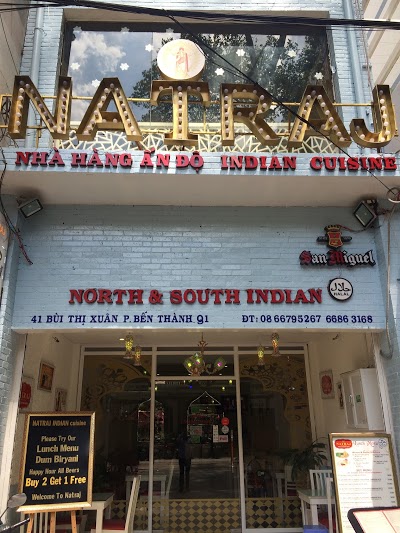 NATRAJ
NHÀ HÀNG ẤN ĐỘ INDIAN CUISINE
San Miguel
NORTH & SOUTH INDIAN
حلال
HALAL
41 BÙI THỊ XUÂN P. BẾN THÀNH Q1 ĐT: 08 66795267 6686 3168
NATRAJ INDIAN cuisine
Please Try Our
Lunch Menu
Dum Biryani
Happy Hour All Beers
Buy 2 Get 1 Free
Welcome To Natraj
NATRAJ